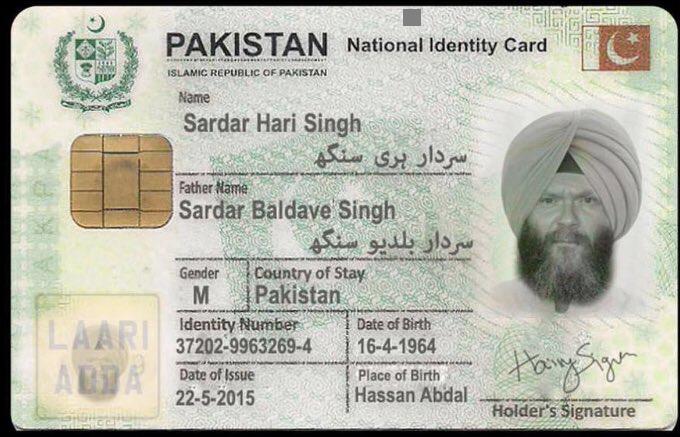 PAKISTAN National Identity Card
ISLAMIC REPUBLIC OF PAKISTAN
Name
Sardar Hari Singh
سردار ہری سنگھ
Father Name
Sardar Baldave Singh
سردار بلدیو سنگھ
Gender Country of Stay
M Pakistan
Identity Number Date of Birth
37202-9963269-4 16-4-1964
Date of Issue Place of Birth
22-5-2015 Hassan Abdal
LAARI
ADDA
Harry Singh
Holder's Signature